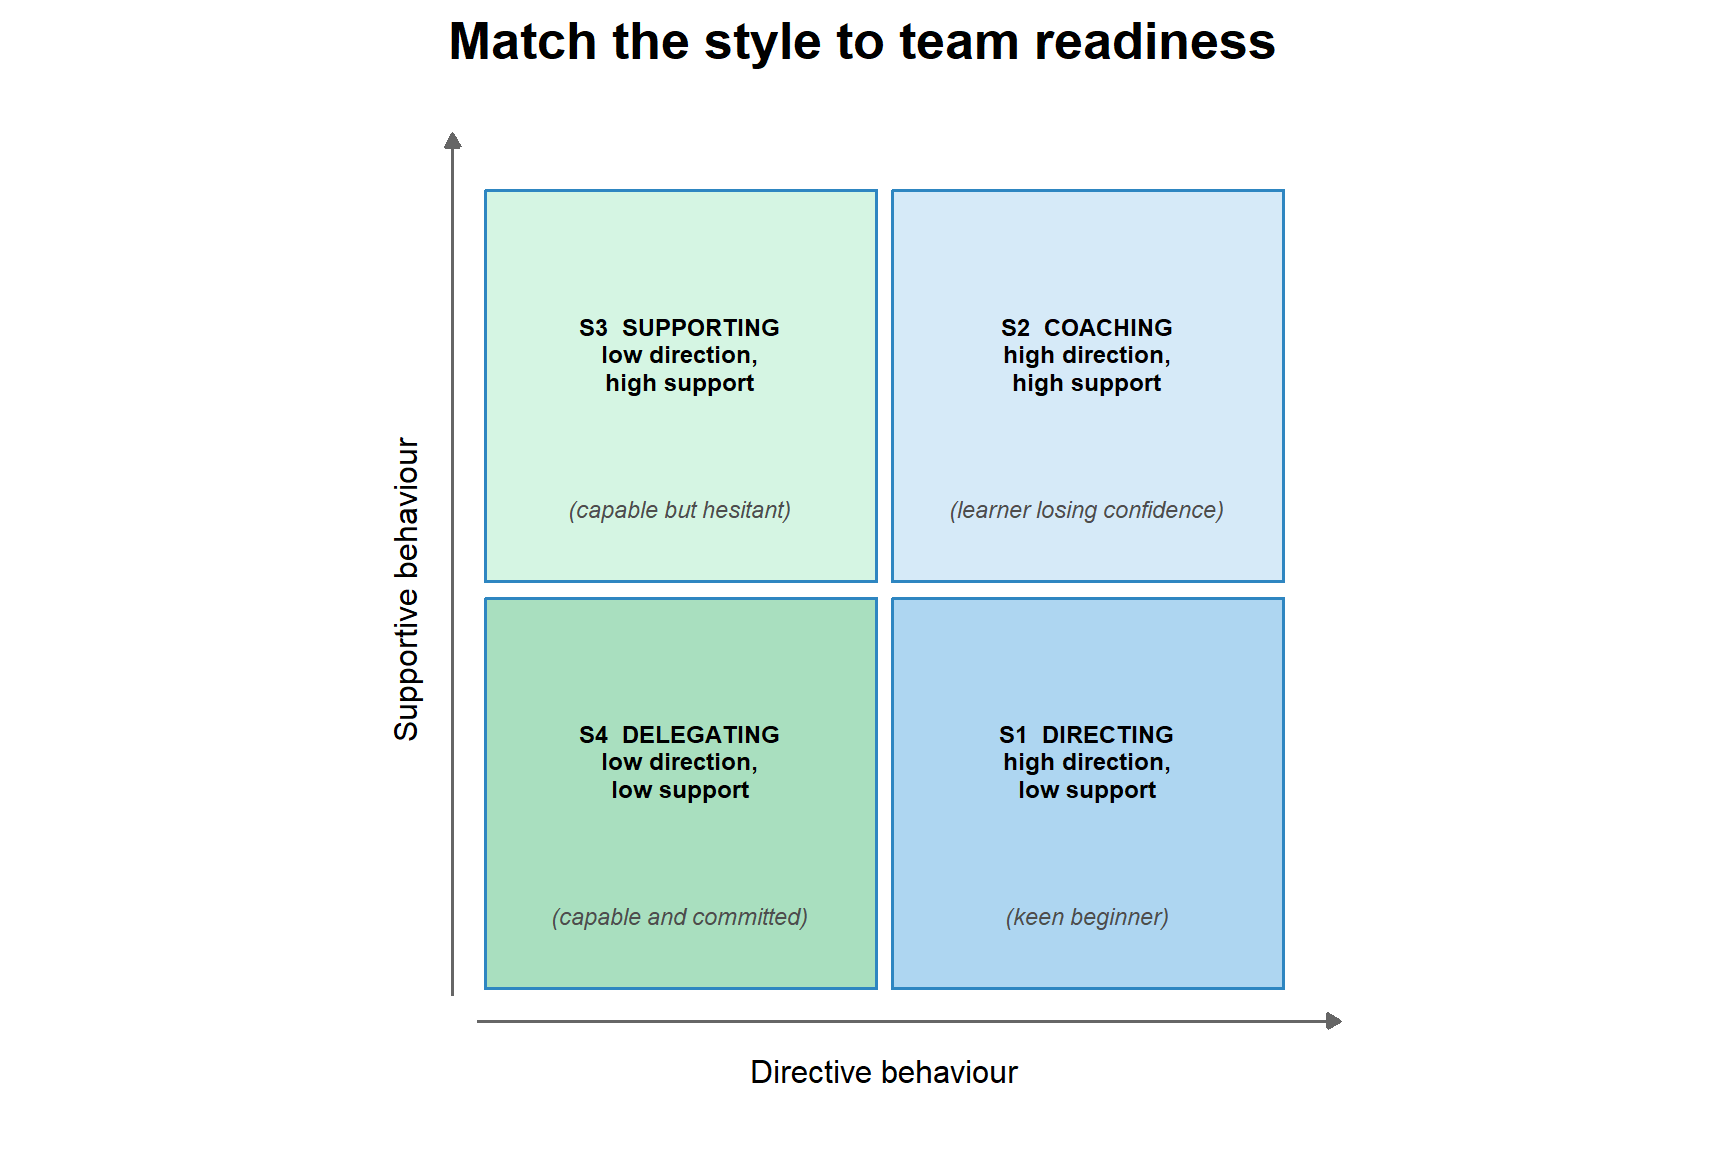 Match the style to team readiness
Supportive behaviour
S3  SUPPORTING
low direction,
high support
(capable but hesitant)
S2  COACHING
high direction,
high support
(learner losing confidence)
S4  DELEGATING
low direction,
low support
(capable and committed)
S1  DIRECTING
high direction,
low support
(keen beginner)
Directive behaviour